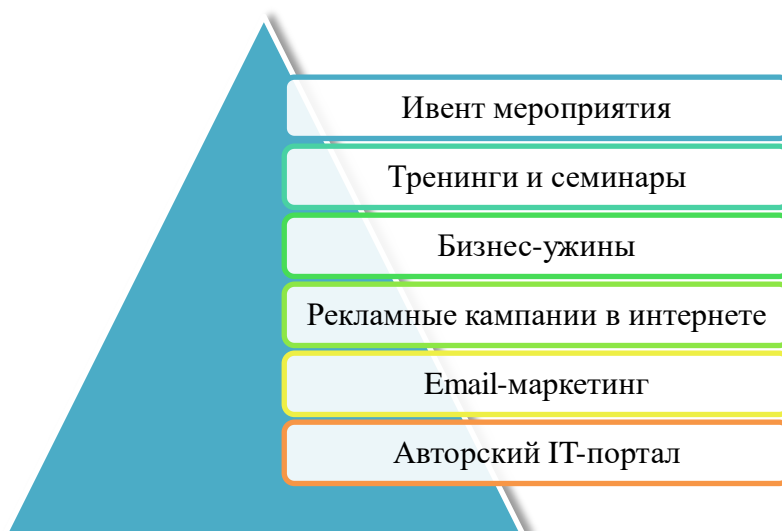 Ивент мероприятия
Тренинги и семинары
Бизнес-ужины
Рекламные кампании в интернете
Email-маркетинг
Авторский IT-портал